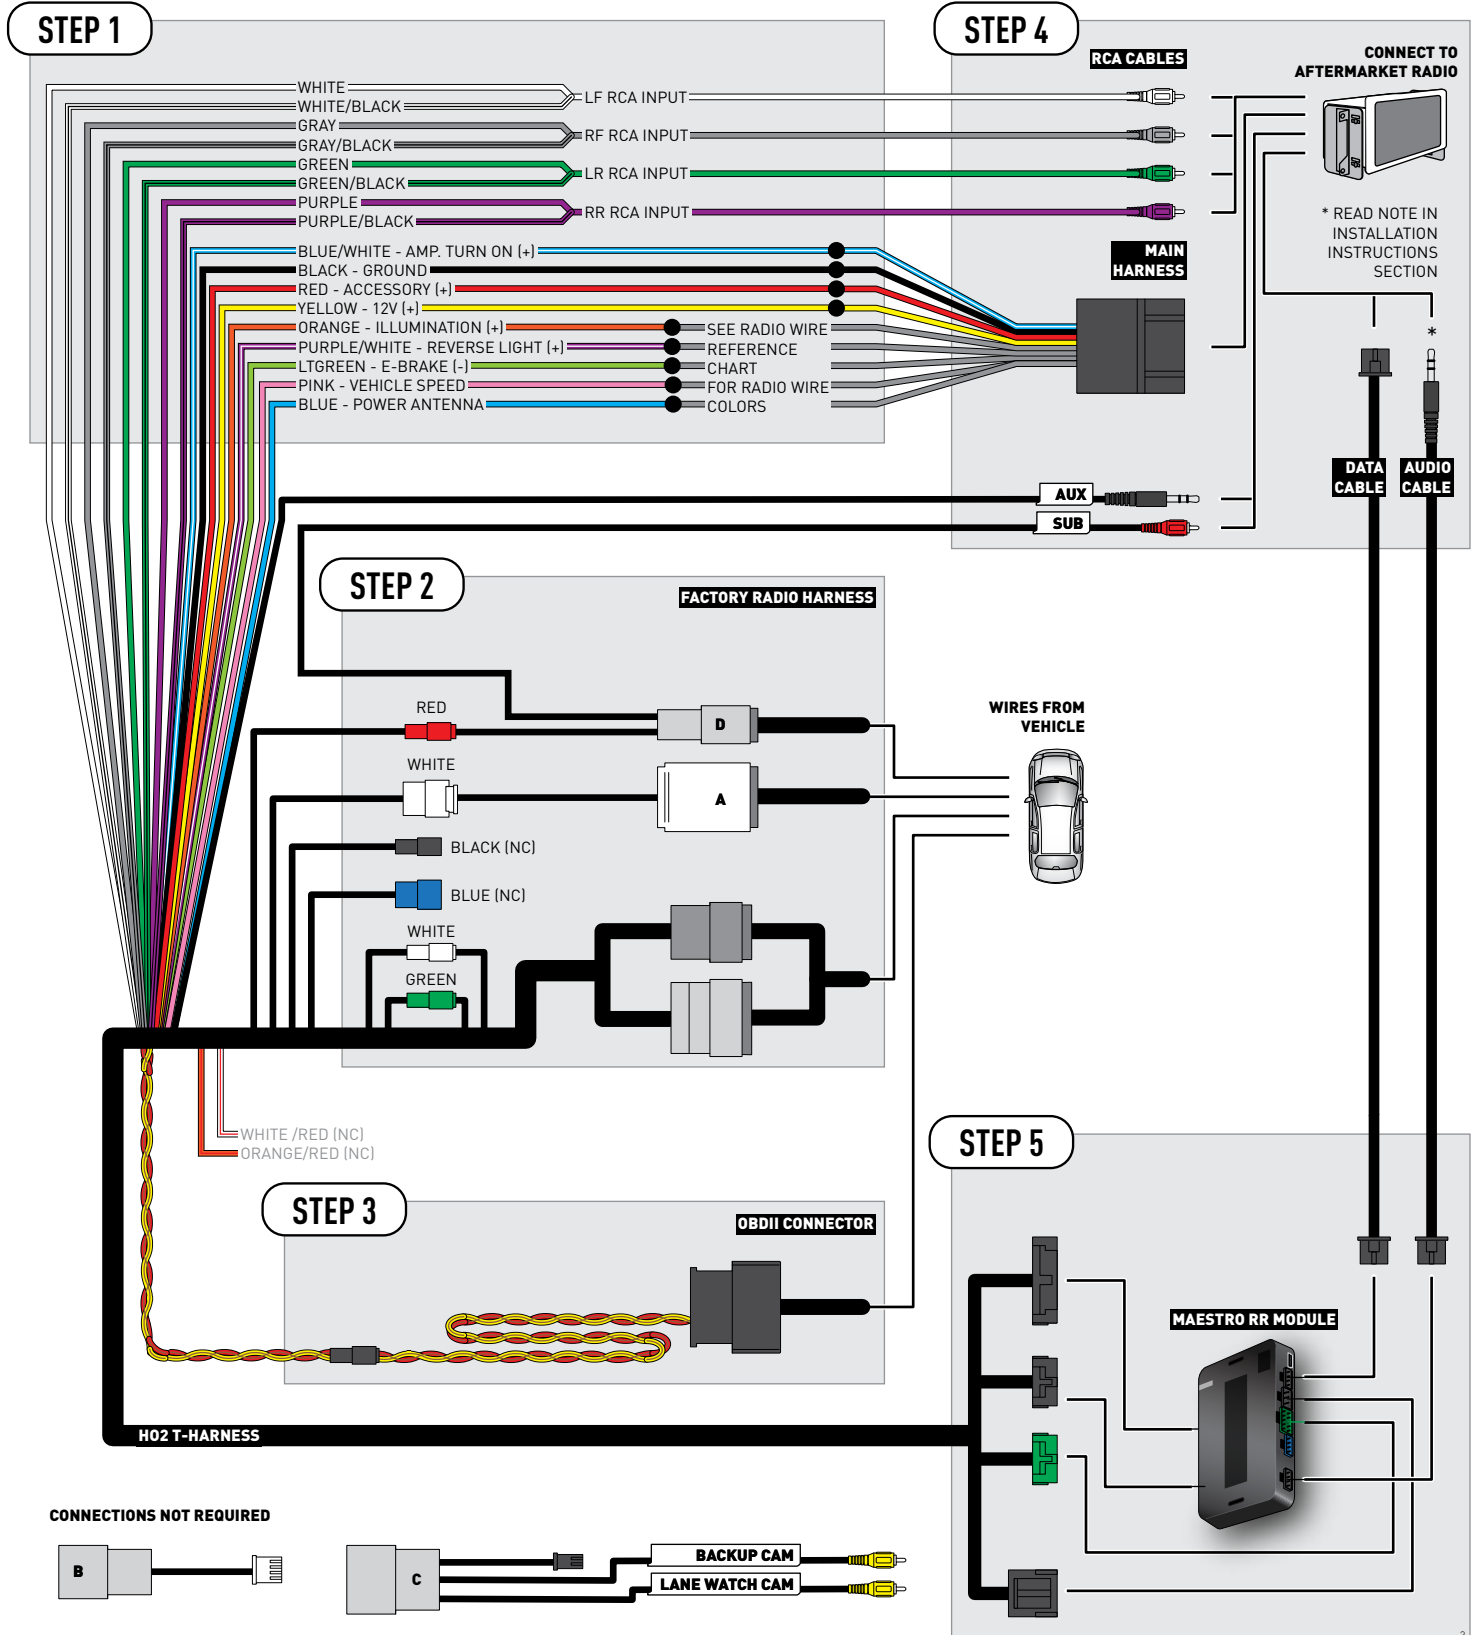 STEP 1
WHITE
WHITE/BLACK
LF RCA INPUT
GRAY
GRAY/BLACK
RF RCA INPUT
GREEN
GREEN/BLACK
LR RCA INPUT
PURPLE
PURPLE/BLACK
RR RCA INPUT
BLUE/WHITE - AMP. TURN ON (+)
BLACK - GROUND
RED - ACCESSORY (+)
YELLOW - 12V (+)
ORANGE - ILLUMINATION (+)
PURPLE/WHITE - REVERSE LIGHT (+)
LTGREEN - E-BRAKE (-)
PINK - VEHICLE SPEED
BLUE - POWER ANTENNA
SEE RADIO WIRE
REFERENCE
CHART
FOR RADIO WIRE
COLORS
STEP 4
RCA CABLES
CONNECT TO
AFTERMARKET RADIO
* READ NOTE IN
INSTALLATION
INSTRUCTIONS
SECTION
MAIN
HARNESS
*
DATA
CABLE
AUDIO
CABLE
AUX
SUB
STEP 2
FACTORY RADIO HARNESS
RED
D
WHITE
A
BLACK (NC)
BLUE (NC)
WHITE
GREEN
WIRES FROM
VEHICLE
WHITE /RED (NC)
ORANGE/RED (NC)
STEP 3
OBDII CONNECTOR
STEP 5
MAESTRO RR MODULE
HO2 T-HARNESS
CONNECTIONS NOT REQUIRED
B
C
BACKUP CAM
LANE WATCH CAM